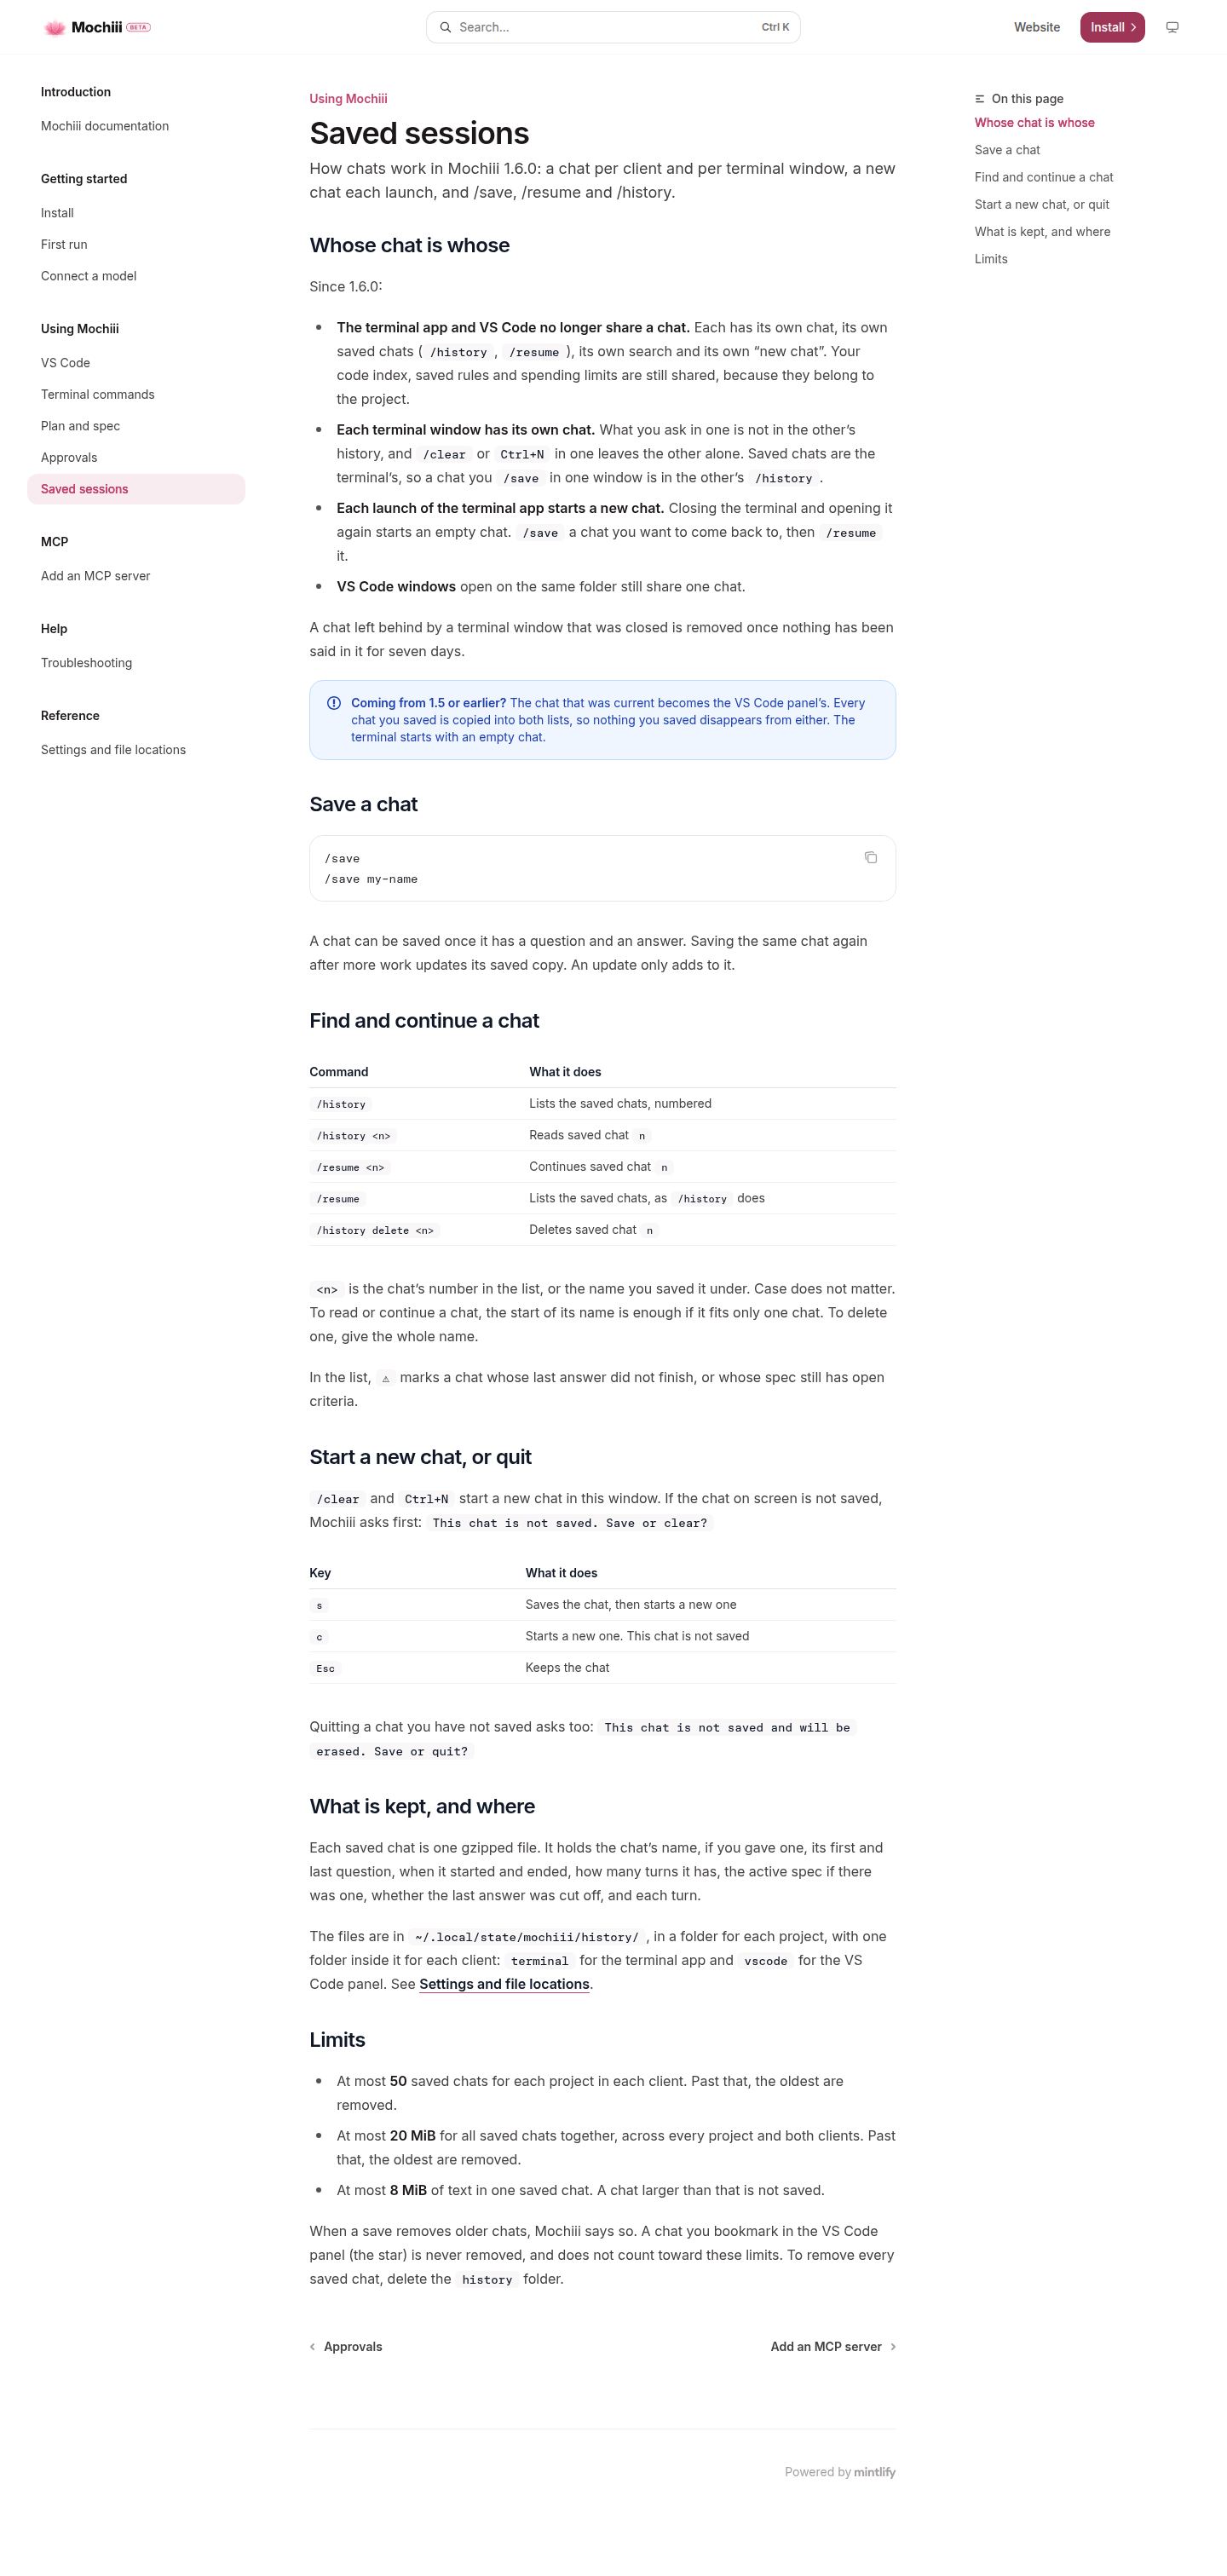 Mochiii BETA
Search...
Ctrl K
Website
Install
Introduction
Mochiii documentation
Getting started
Install
First run
Connect a model
Using Mochiii
VS Code
Terminal commands
Plan and spec
Approvals
Saved sessions
MCP
Add an MCP server
Help
Troubleshooting
Reference
Settings and file locations
Using Mochiii
Saved sessions
How chats work in Mochiii 1.6.0: a chat per client and per terminal window, a new
chat each launch, and /save, /resume and /history.
Whose chat is whose
Since 1.6.0:
The terminal app and VS Code no longer share a chat. Each has its own chat, its own
saved chats ( /history , /resume ), its own search and its own “new chat”. Your
code index, saved rules and spending limits are still shared, because they belong to
the project.
Each terminal window has its own chat. What you ask in one is not in the other’s
history, and /clear or Ctrl+N in one leaves the other alone. Saved chats are the
terminal’s, so a chat you /save in one window is in the other’s /history .
Each launch of the terminal app starts a new chat. Closing the terminal and opening it
again starts an empty chat. /save a chat you want to come back to, then /resume
it.
VS Code windows open on the same folder still share one chat.
A chat left behind by a terminal window that was closed is removed once nothing has been
said in it for seven days.
Coming from 1.5 or earlier? The chat that was current becomes the VS Code panel’s. Every
chat you saved is copied into both lists, so nothing you saved disappears from either. The
terminal starts with an empty chat.
Save a chat
/save
/save my-name
A chat can be saved once it has a question and an answer. Saving the same chat again
after more work updates its saved copy. An update only adds to it.
Find and continue a chat
Command What it does
/history Lists the saved chats, numbered
/history <n> Reads saved chat n
/resume <n> Continues saved chat n
/resume Lists the saved chats, as /history does
/history delete <n> Deletes saved chat n
<n> is the chat’s number in the list, or the name you saved it under. Case does not matter.
To read or continue a chat, the start of its name is enough if it fits only one chat. To delete
one, give the whole name.
In the list, ⚠ marks a chat whose last answer did not finish, or whose spec still has open
criteria.
Start a new chat, or quit
/clear and Ctrl+N start a new chat in this window. If the chat on screen is not saved,
Mochiii asks first: This chat is not saved. Save or clear?
Key What it does
s Saves the chat, then starts a new one
c Starts a new one. This chat is not saved
Esc Keeps the chat
Quitting a chat you have not saved asks too: This chat is not saved and will be
erased. Save or quit?
What is kept, and where
Each saved chat is one gzipped file. It holds the chat’s name, if you gave one, its first and
last question, when it started and ended, how many turns it has, the active spec if there
was one, whether the last answer was cut off, and each turn.
The files are in ~/.local/state/mochiii/history/ , in a folder for each project, with one
folder inside it for each client: terminal for the terminal app and vscode for the VS
Code panel. See Settings and file locations.
Limits
At most 50 saved chats for each project in each client. Past that, the oldest are
removed.
At most 20 MiB for all saved chats together, across every project and both clients. Past
that, the oldest are removed.
At most 8 MiB of text in one saved chat. A chat larger than that is not saved.
When a save removes older chats, Mochiii says so. A chat you bookmark in the VS Code
panel (the star) is never removed, and does not count toward these limits. To remove every
saved chat, delete the history folder.
Approvals
Add an MCP server
Powered by mintlify
On this page
Whose chat is whose
Save a chat
Find and continue a chat
Start a new chat, or quit
What is kept, and where
Limits